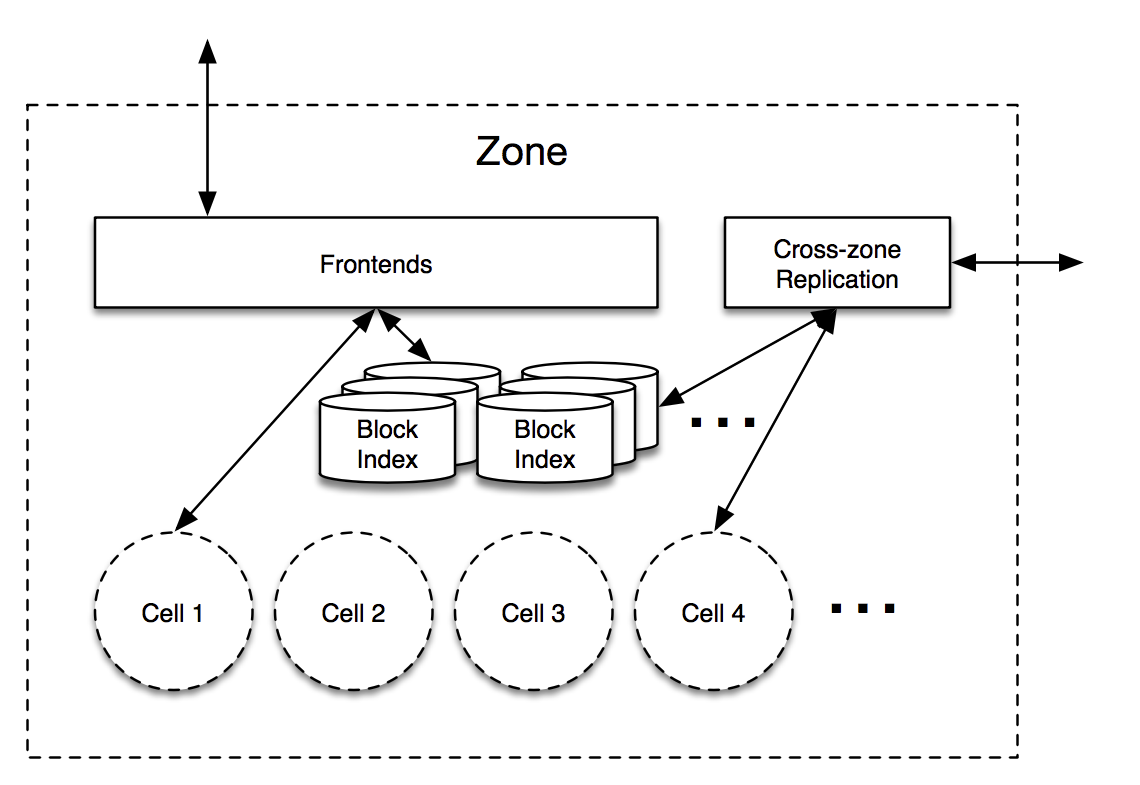 Zone
Frontends
Cross-zone
Replication
Block
Index
Block
Index
Cell 1
Cell 2
Cell 3
Cell 4